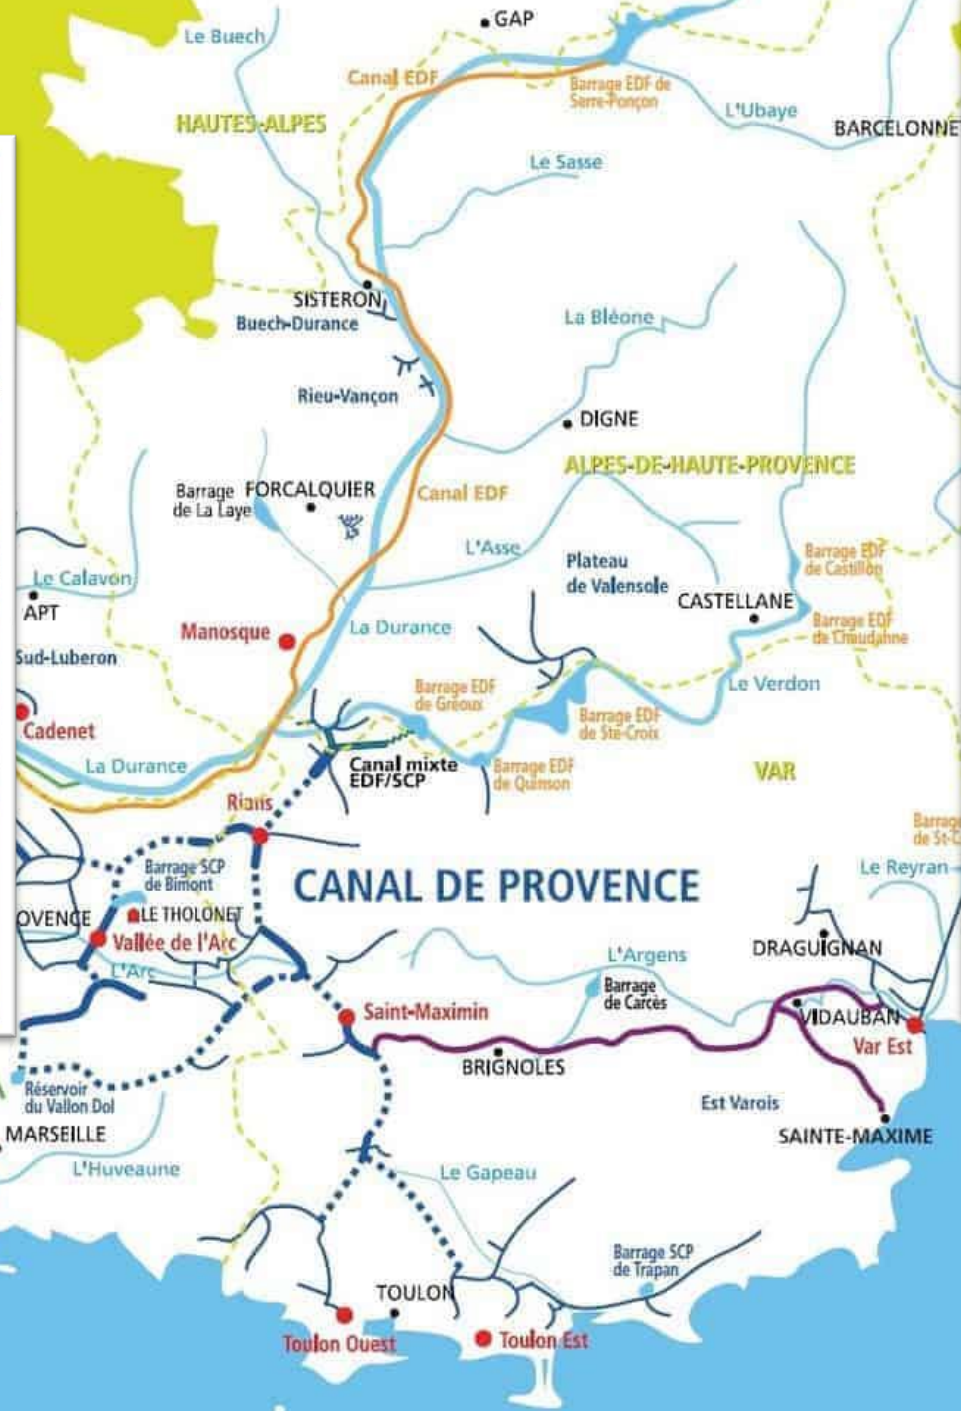 GAP
Le Buech
Canal EDF
Barrage EDF de
Serre-Ponçon
L'Ubaye
HAUTES-ALPES
BARCELONNE
Le Sasse
SISTERON
Buech-Durance
La Bléone
Rieu-Vançon
DIGNE
ALPES-DE-HAUTE-PROVENCE
Barrage
de La Laye
FORCALQUIER
Canal EDF
L'Asse
Plateau
de Valensole
Barrage EDF
de Castillon
Le Calavon
APT
CASTELLANE
Barrage EDF
de Chaudanne
Manosque
La Durance
Sud-Luberon
Le Verdon
Barrage EDF
de Gréoux
Barrage EDF
de Ste-Croix
Cadenet
La Durance
Canal mixte
EDF/SCP
Barrage EDF
de Quinson
VAR
Rians
Barrage
de St-C
Barrage SCP
de Bimont
CANAL DE PROVENCE
Le Reyran
OVENCE
LE THOLONET
Vallée de l'Arc
L'Arc
L'Argens
DRAGUIGNAN
Barrage
de Carcès
Saint-Maximin
VIDAUBAN
Var Est
BRIGNOLES
Réservoir
du Vallon Dol
Est Varois
MARSEILLE
SAINTE-MAXIME
L'Huveaune
Le Gapeau
Barrage SCP
de Trapan
TOULON
Toulon Ouest
Toulon Est